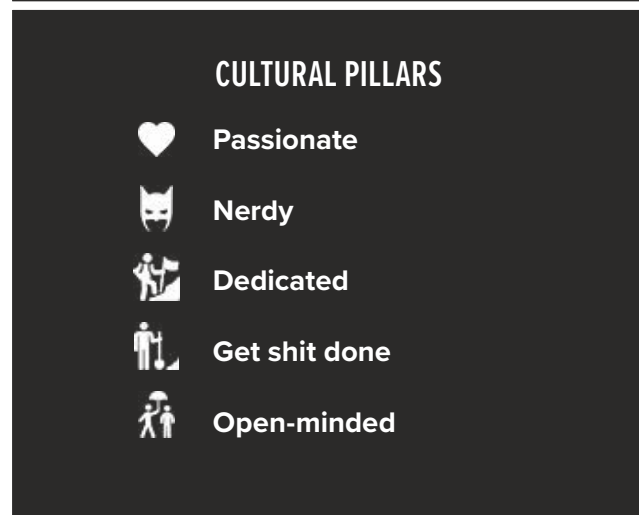 CULTURAL PILLARS
Passionate
Nerdy
Dedicated
Get shit done
Open-minded